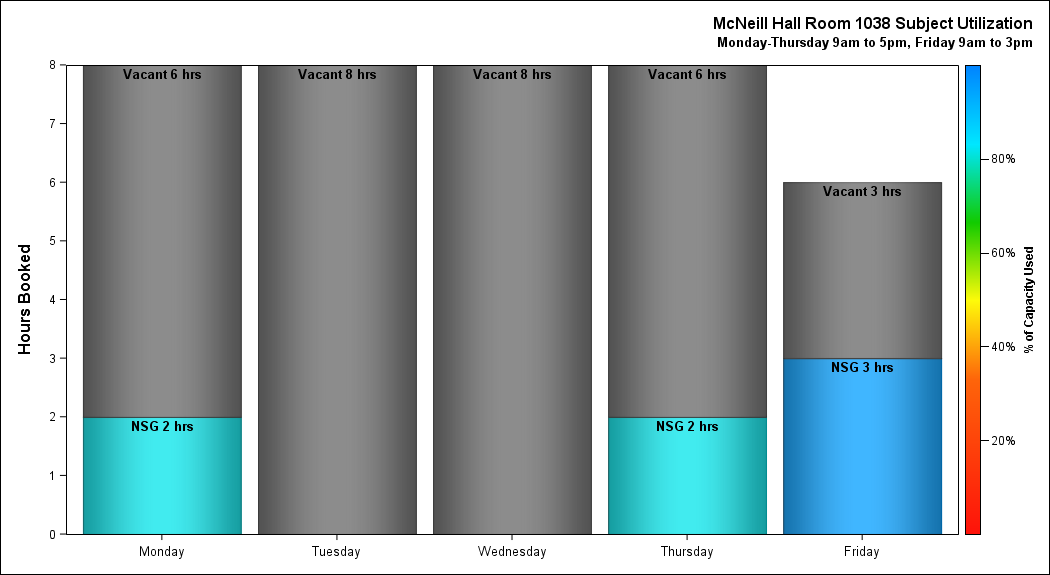 McNeill Hall Room 1038 Subject Utilization
Monday-Thursday 9am to 5pm, Friday 9am to 3pm
Hours Booked
8
7
6
5
4
3
2
1
0
Vacant 6 hrs
Vacant 8 hrs
Vacant 8 hrs
Vacant 6 hrs
Vacant 3 hrs
NSG 2 hrs
NSG 2 hrs
NSG 3 hrs
Monday
Tuesday
Wednesday
Thursday
Friday
80%
60%
40%
20%
% of Capacity Used